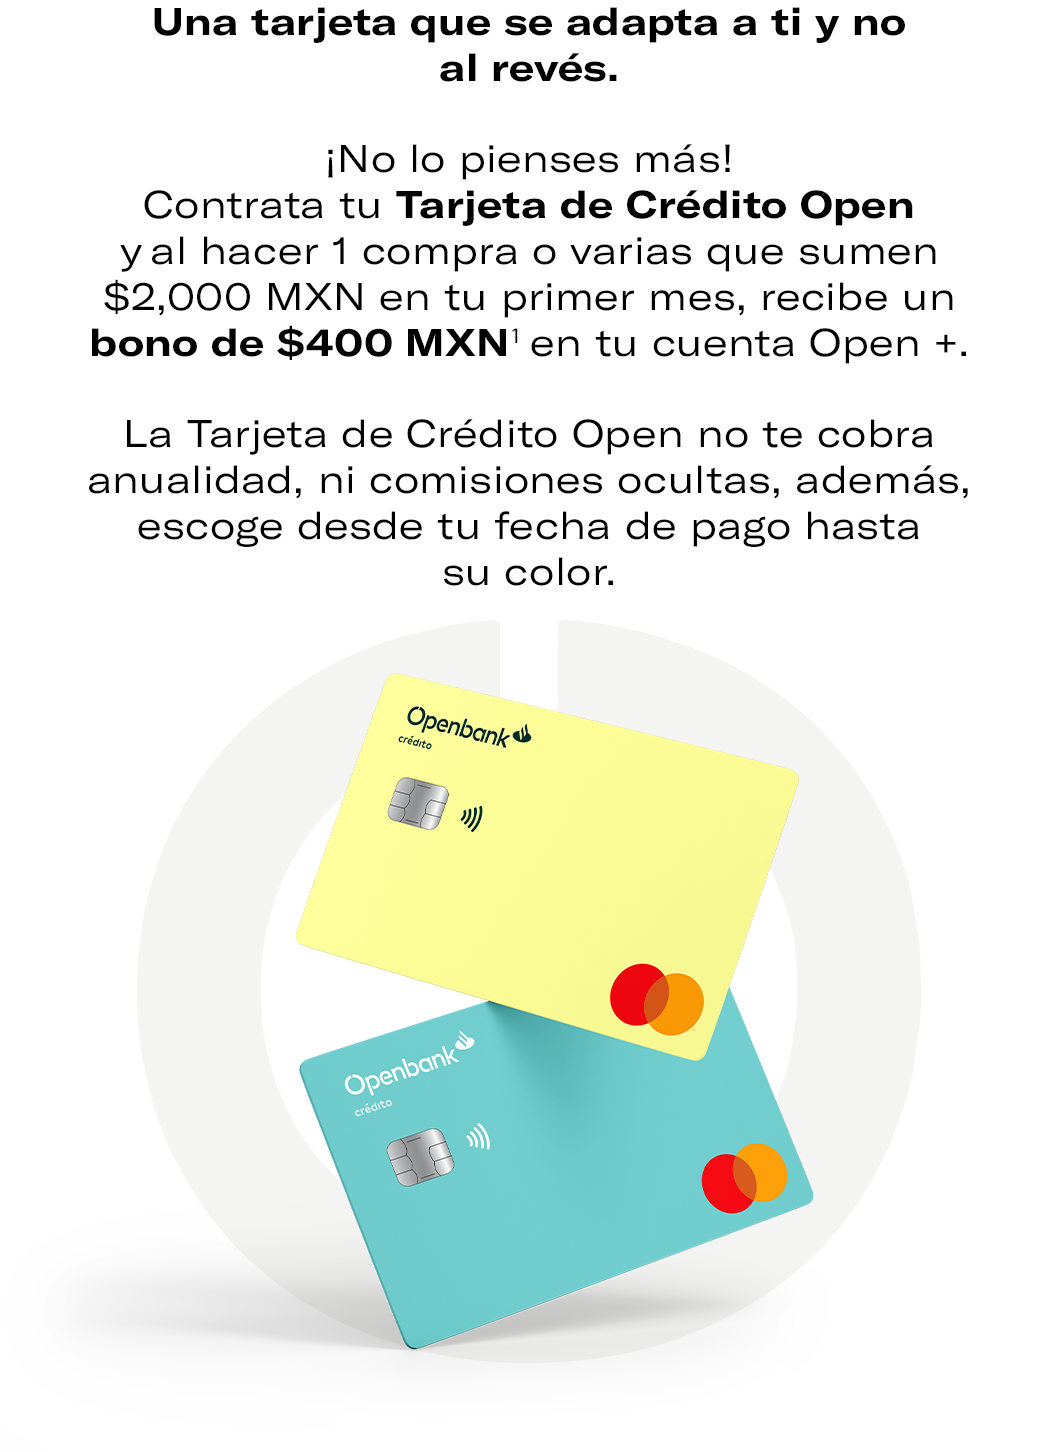 Una tarjeta que se adapta a ti y no
al revés.
¡No lo pienses más!
Contrata tu Tarjeta de Crédito Open
y al hacer 1 compra o varias que sumen
$2,000 MXN en tu primer mes, recibe un
bono de $400 MXN¹ en tu cuenta Open +.
La Tarjeta de Crédito Open no te cobra
anualidad, ni comisiones ocultas, además,
escoge desde tu fecha de pago hasta
su color.
Openbank
crédito
Openbank
crédito